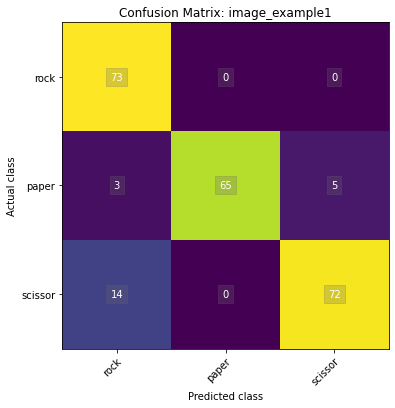 Confusion Matrix: image_example1
rock
73 0 0
Actual class
paper
3 65 5
scissor
14 0 72
rock paper scissor
Predicted class